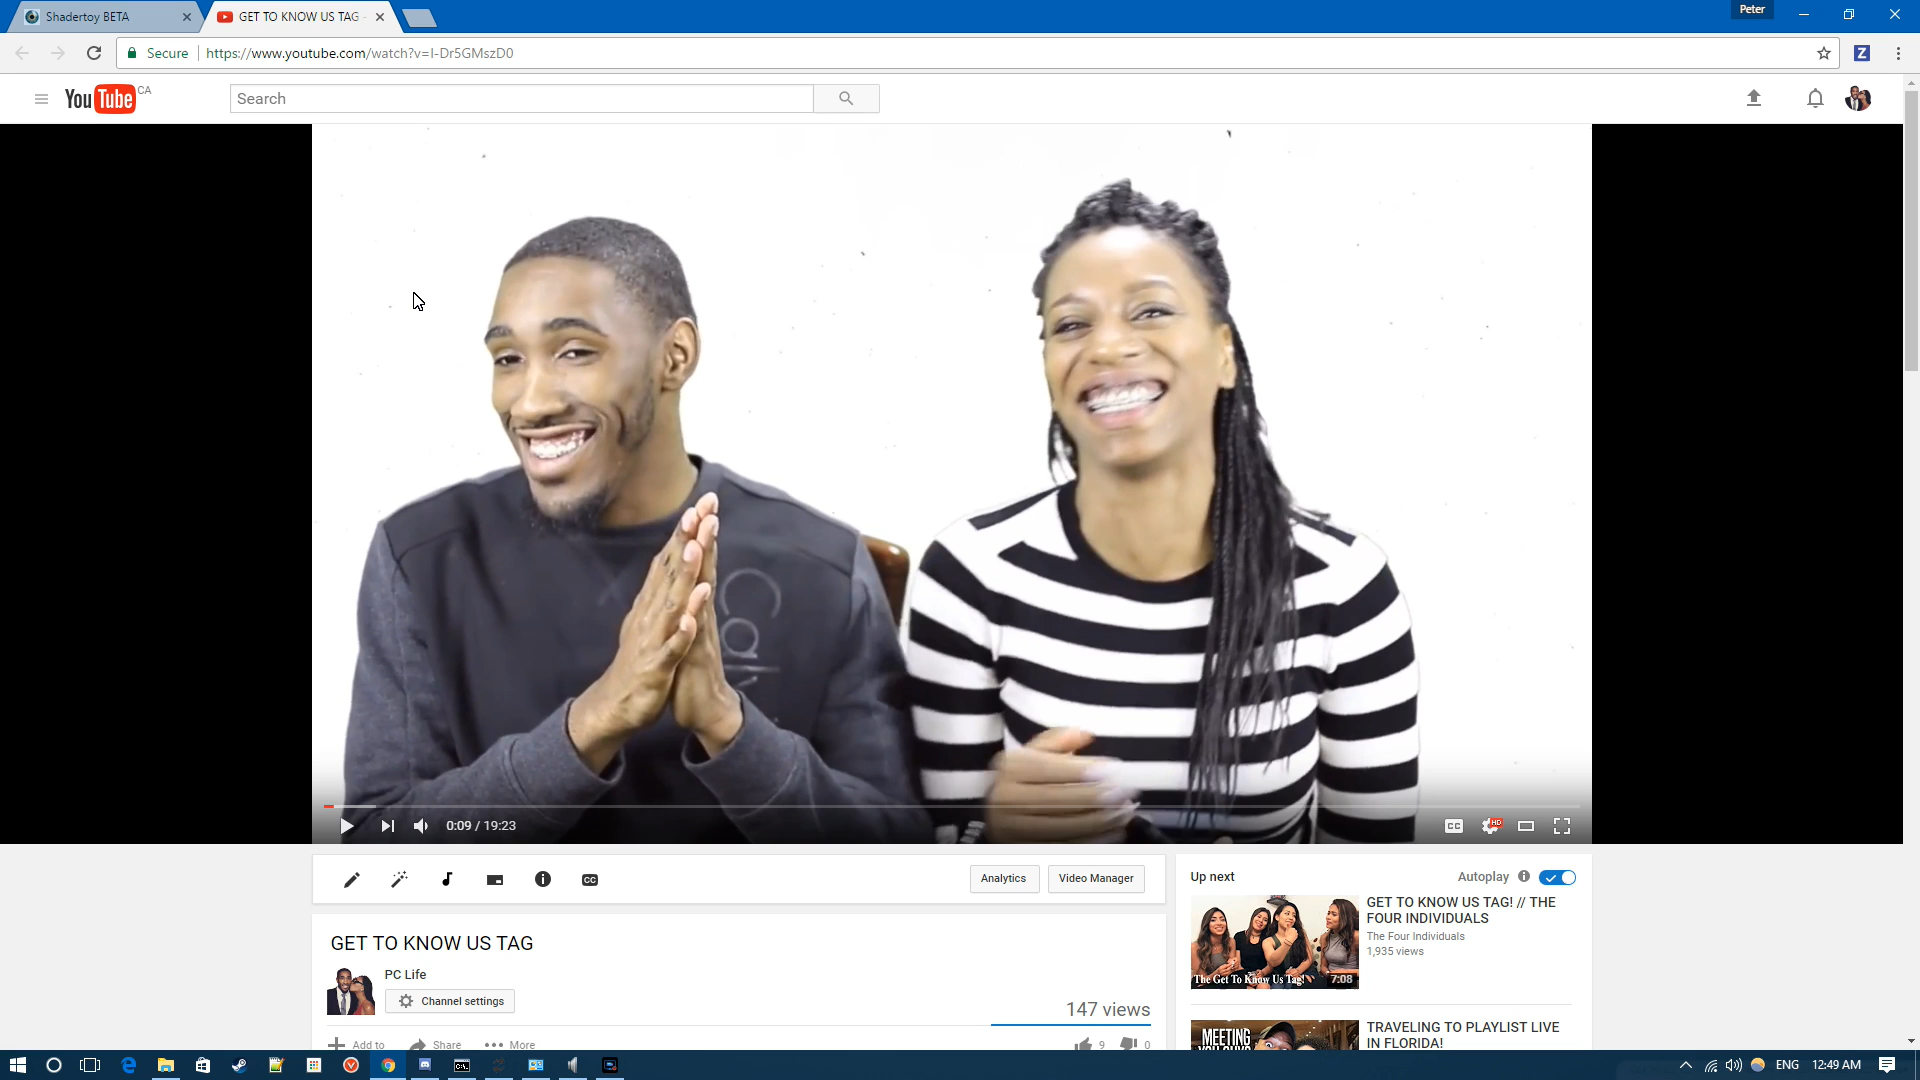 Shadertoy BETA
GET TO KNOW US TAG -
Peter
Secure
https://www.youtube.com/watch?v=I-Dr5GMszD0
Z
YouTube CA
Search
0:09 / 19:23
CC
HD
CC
Analytics
Video Manager
GET TO KNOW US TAG
PC Life
Channel settings
147 views
Add to
Share
More
9
0
Up next
Autoplay
The Get To Know Us Tag!
7:08
GET TO KNOW US TAG! // THE
FOUR INDIVIDUALS
The Four Individuals
1,935 views
MEETING
TRAVELING TO PLAYLIST LIVE
IN FLORIDA!
ENG
12:49 AM